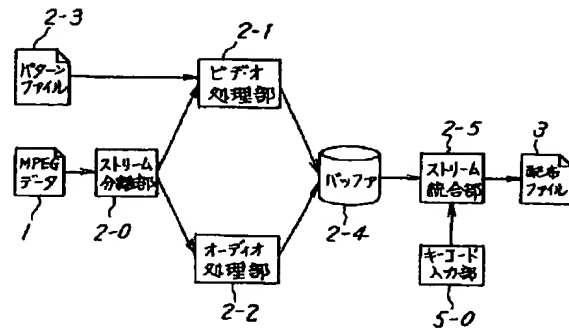 2-3
パターン
ファイル
2-1
ビデオ
処理部
MPEG
データ
1
ストリーム
分離部
2-0
オーディオ
処理部
2-2
バッファ
2-4
2-5
ストリーム
統合部
3
配布
ファイル
キーコード
入力部
5-0